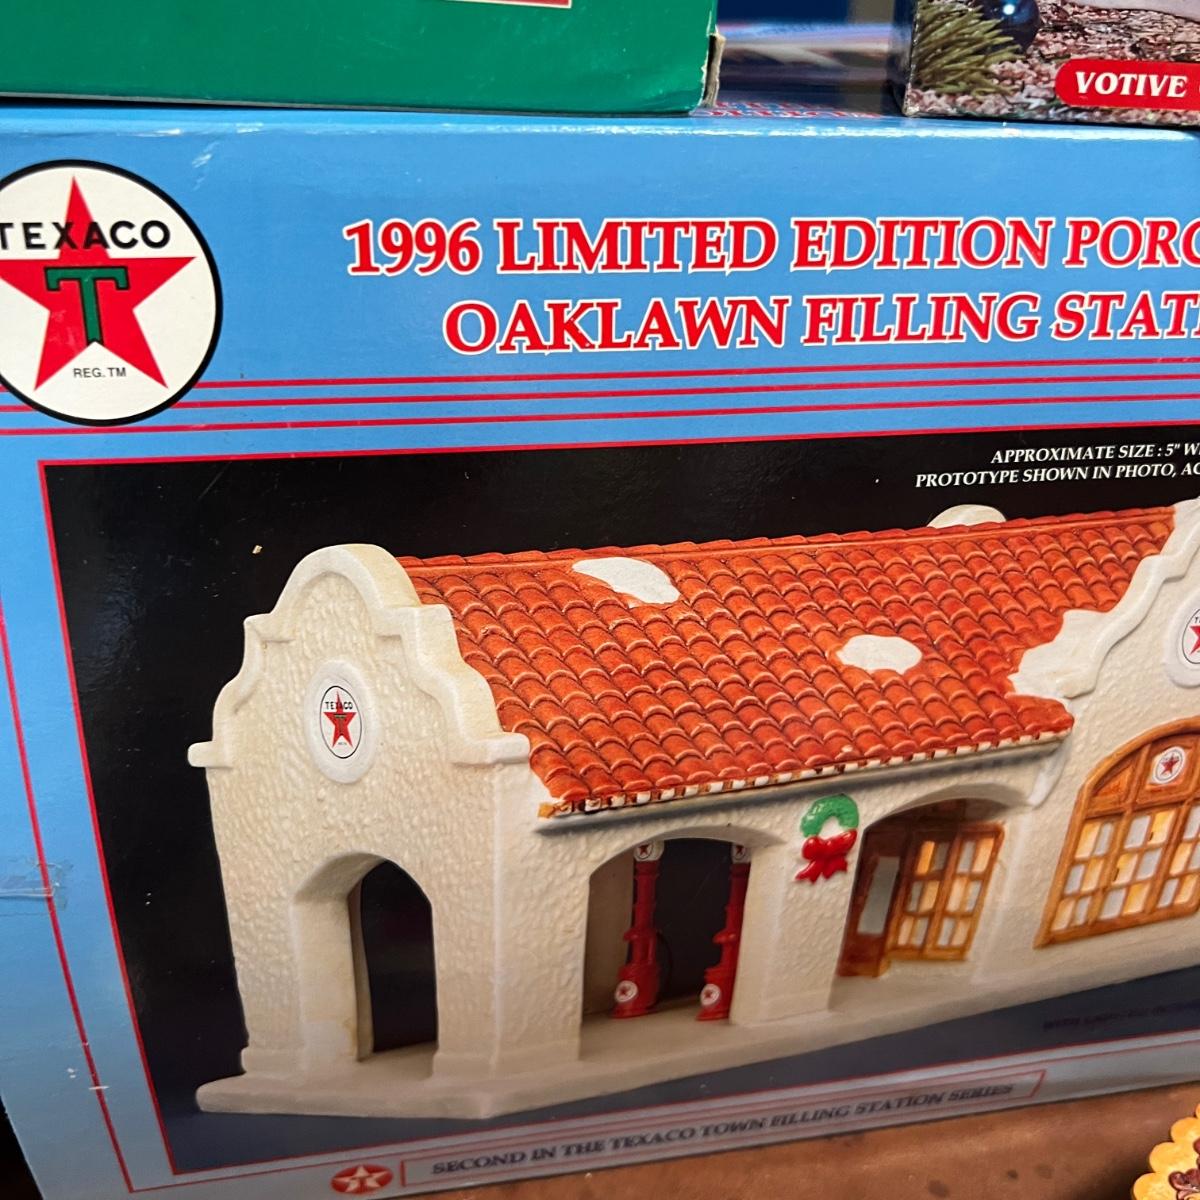 VOTIVE
TEXACO
T
REG. TM
1996 LIMITED EDITION PORC
OAKLAWN FILLING STAT
APPROXIMATE SIZE : 5" W
PROTOTYPE SHOWN IN PHOTO, AC
TEXACO
T
SECOND IN THE TEXACO TOWN FILLING STATION SERIES